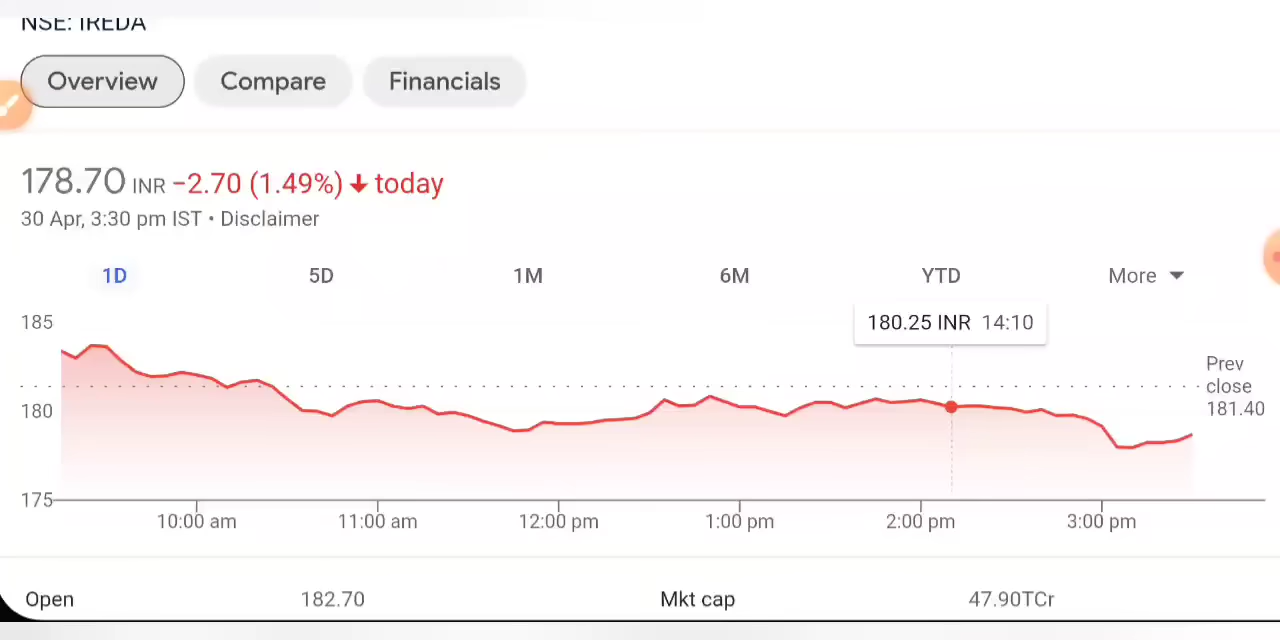 NSE: IREDA
Overview Compare Financials
178.70 INR −2.70 (1.49%) today
30 Apr, 3:30 pm IST • Disclaimer
1D 5D 1M 6M YTD More
180.25 INR 14:10
185
Prev
close
181.40
180
175
10:00 am 11:00 am 12:00 pm 1:00 pm 2:00 pm 3:00 pm
Open 182.70 Mkt cap 47.90TCr